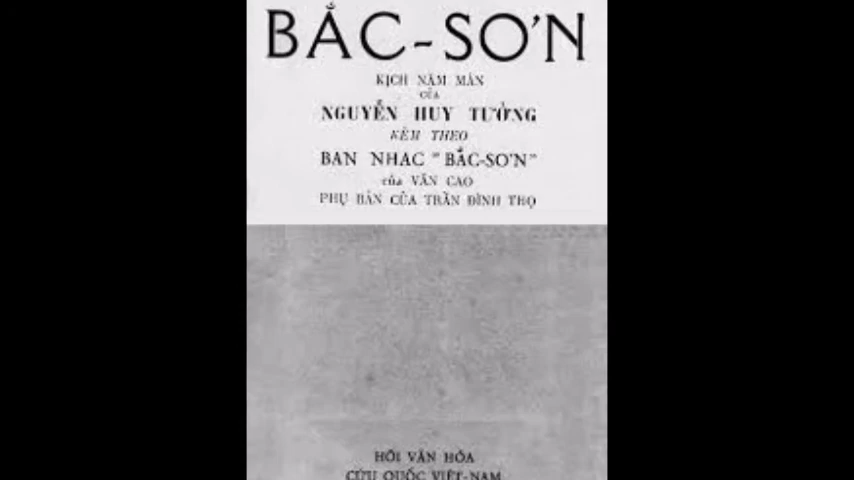 BẮC-SƠN
KỊCH NĂM MÀN
CỦA
NGUYỄN HUY TƯỞNG
KÈM THEO
BẢN NHẠC "BẮC-SƠN"
của VĂN CAO
PHỤ BẢN CỦA TRẦN ĐÌNH THỌ
HỘI VĂN HÓA
CỨU QUỐC VIỆT-NAM